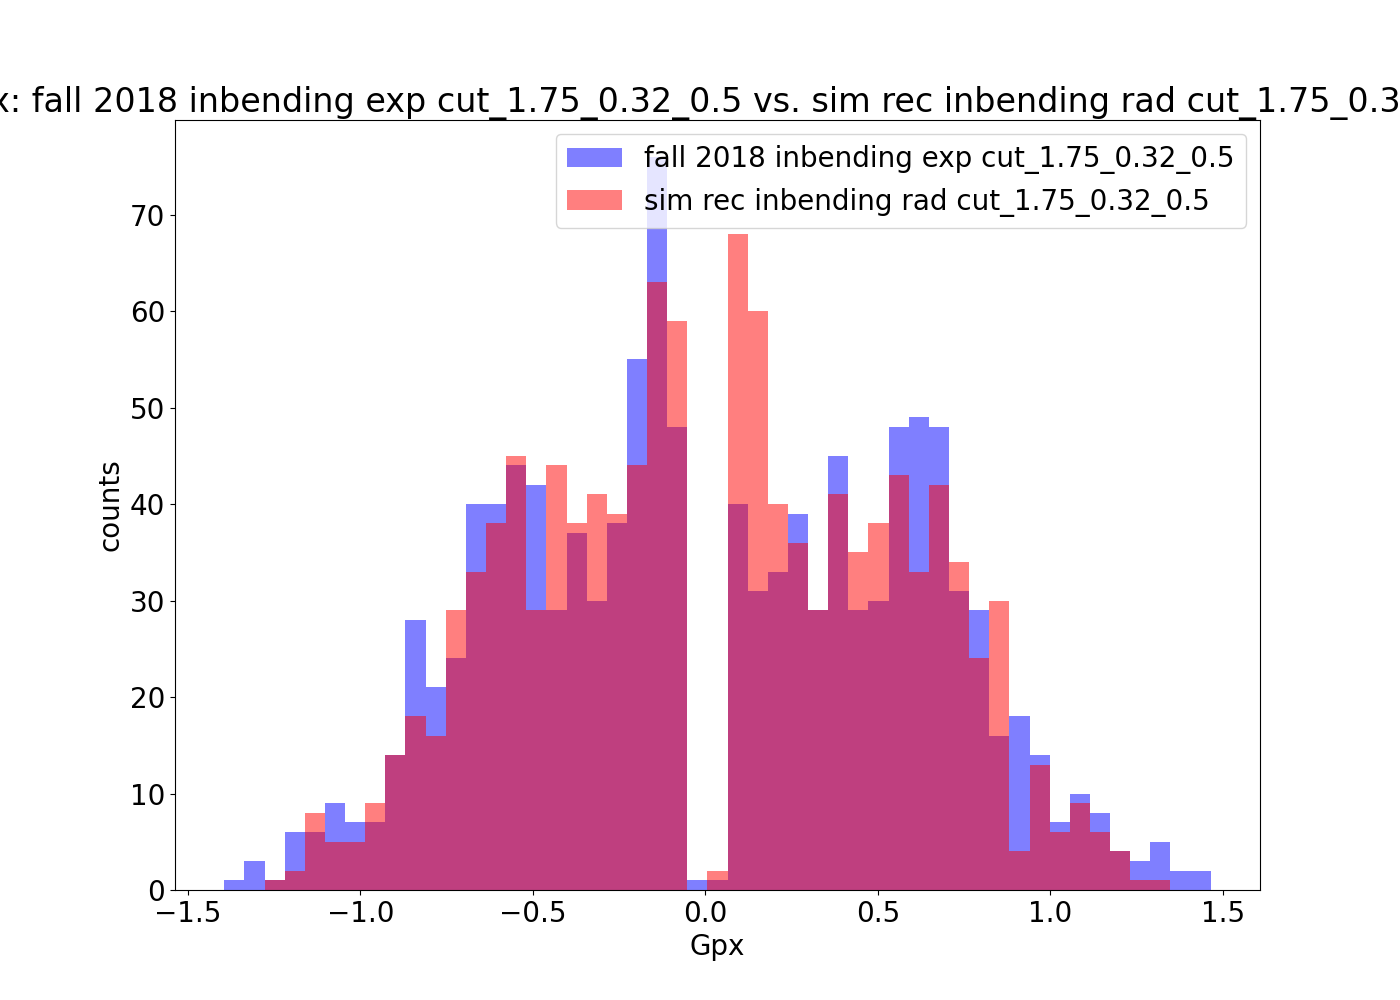 x: fall 2018 inbending exp cut_1.75_0.32_0.5 vs. sim rec inbending rad cut_1.75_0.3
fall 2018 inbending exp cut_1.75_0.32_0.5
sim rec inbending rad cut_1.75_0.32_0.5
70
60
50
40
30
20
10
0
counts
−1.5 −1.0 −0.5 0.0 0.5 1.0 1.5
Gpx